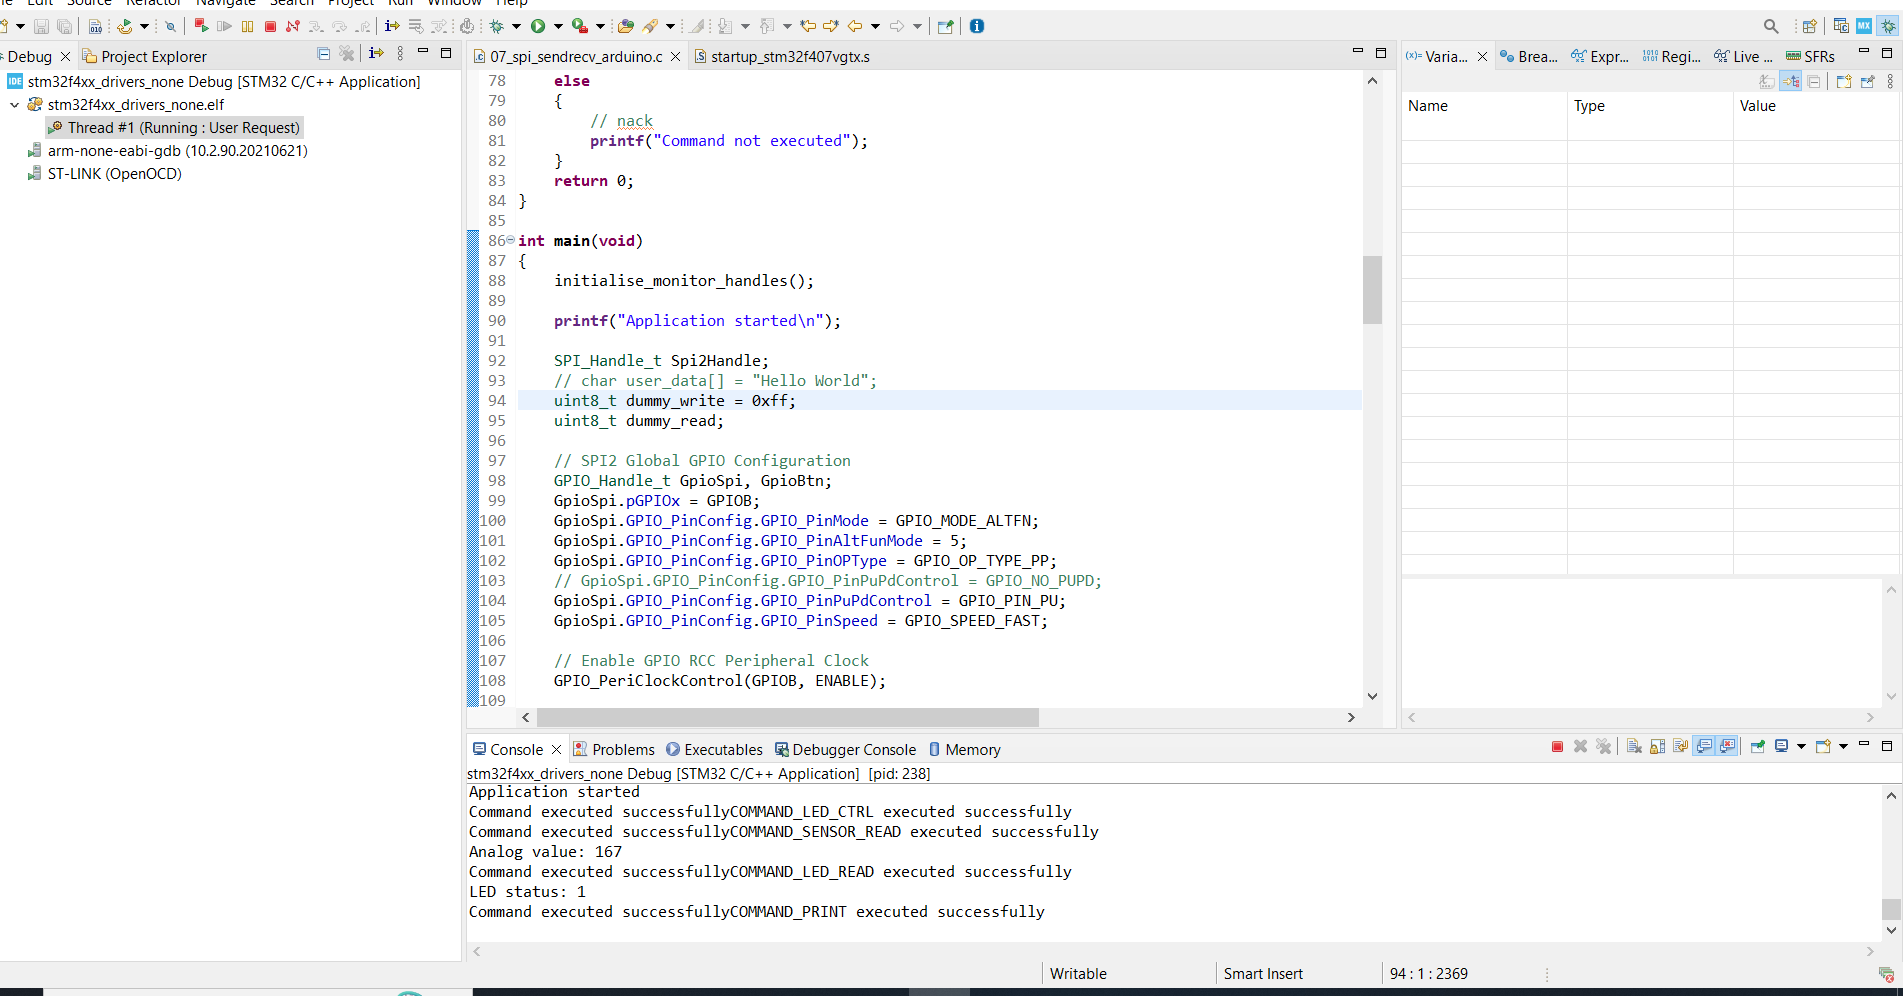 Edit Source Refactor Navigate Search Project Run Window Help
Debug Project Explorer
stm32f4xx_drivers_none Debug [STM32 C/C++ Application]
stm32f4xx_drivers_none.elf
Thread #1 (Running : User Request)
arm-none-eabi-gdb (10.2.90.20210621)
ST-LINK (OpenOCD)
07_spi_sendrecv_arduino.c startup_stm32f407vgtx.s
78 else
79 {
80 // nack
81 printf("Command not executed");
82 }
83 return 0;
84 }
85
86 int main(void)
87 {
88 initialise_monitor_handles();
89
90 printf("Application started\n");
91
92 SPI_Handle_t Spi2Handle;
93 // char user_data[] = "Hello World";
94 uint8_t dummy_write = 0xff;
95 uint8_t dummy_read;
96
97 // SPI2 Global GPIO Configuration
98 GPIO_Handle_t GpioSpi, GpioBtn;
99 GpioSpi.pGPIOx = GPIOB;
100 GpioSpi.GPIO_PinConfig.GPIO_PinMode = GPIO_MODE_ALTFN;
101 GpioSpi.GPIO_PinConfig.GPIO_PinAltFunMode = 5;
102 GpioSpi.GPIO_PinConfig.GPIO_PinOPType = GPIO_OP_TYPE_PP;
103 // GpioSpi.GPIO_PinConfig.GPIO_PinPuPdControl = GPIO_NO_PUPD;
104 GpioSpi.GPIO_PinConfig.GPIO_PinPuPdControl = GPIO_PIN_PU;
105 GpioSpi.GPIO_PinConfig.GPIO_PinSpeed = GPIO_SPEED_FAST;
106
107 // Enable GPIO RCC Peripheral Clock
108 GPIO_PeriClockControl(GPIOB, ENABLE);
109
(x)= Varia... Brea... Expr... Regi... Live ... SFRs
Name Type Value
Console Problems Executables Debugger Console Memory
stm32f4xx_drivers_none Debug [STM32 C/C++ Application] [pid: 238]
Application started
Command executed successfullyCOMMAND_LED_CTRL executed successfully
Command executed successfullyCOMMAND_SENSOR_READ executed successfully
Analog value: 167
Command executed successfullyCOMMAND_LED_READ executed successfully
LED status: 1
Command executed successfullyCOMMAND_PRINT executed successfully
Writable Smart Insert 94 : 1 : 2369